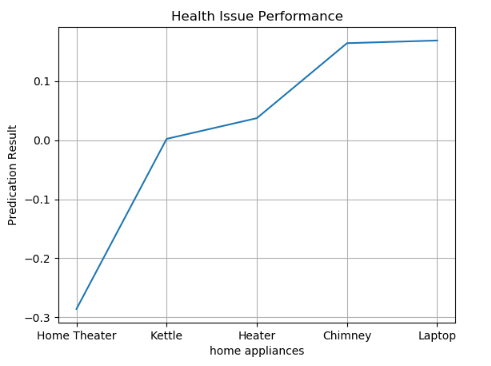 Health Issue Performance
Predication Result
0.1
0.0
−0.1
−0.2
−0.3
Home Theater Kettle Heater Chimney Laptop
home appliances